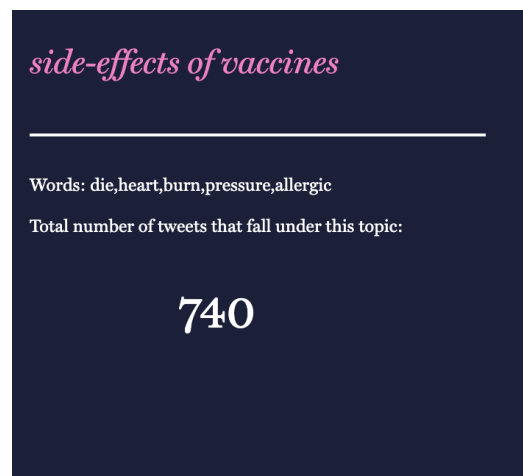 side-effects of vaccines
Words: die,heart,burn,pressure,allergic
Total number of tweets that fall under this topic:
740